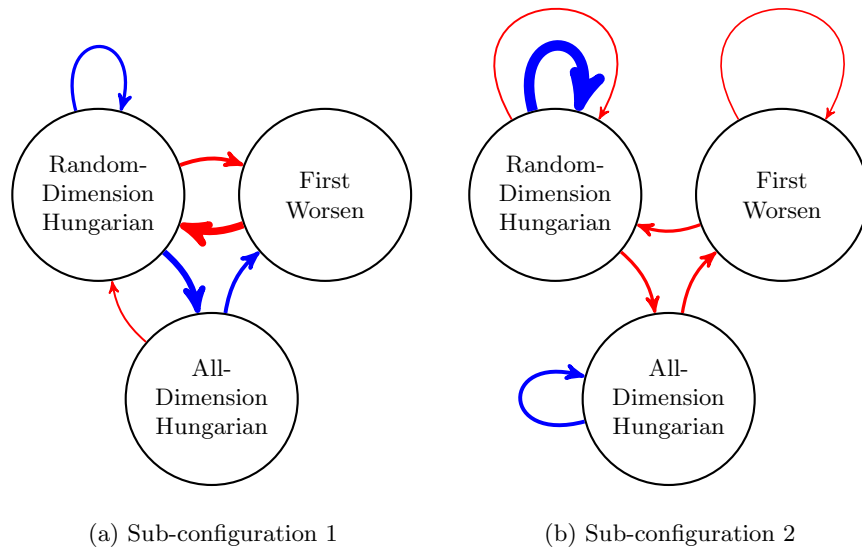 Random-
Dimension
Hungarian
First
Worsen
All-
Dimension
Hungarian
(a) Sub-configuration 1
Random-
Dimension
Hungarian
First
Worsen
All-
Dimension
Hungarian
(b) Sub-configuration 2